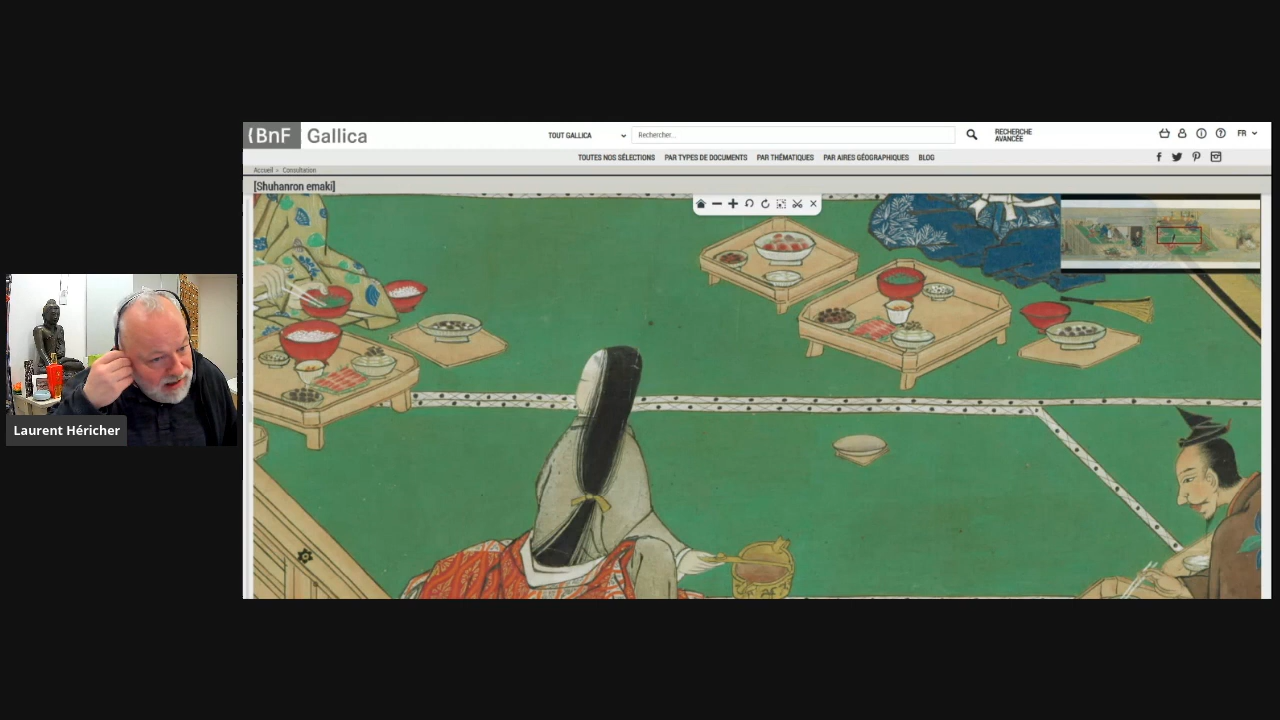 (BnF Gallica
TOUT GALLICA
Rechercher...
RECHERCHE
AVANCÉE
FR
TOUTES NOS SÉLECTIONS PAR TYPES DE DOCUMENTS PAR THÉMATIQUES PAR AIRES GÉOGRAPHIQUES BLOG
Accueil > Consultation
[Shuhanron emaki]
Laurent Héricher